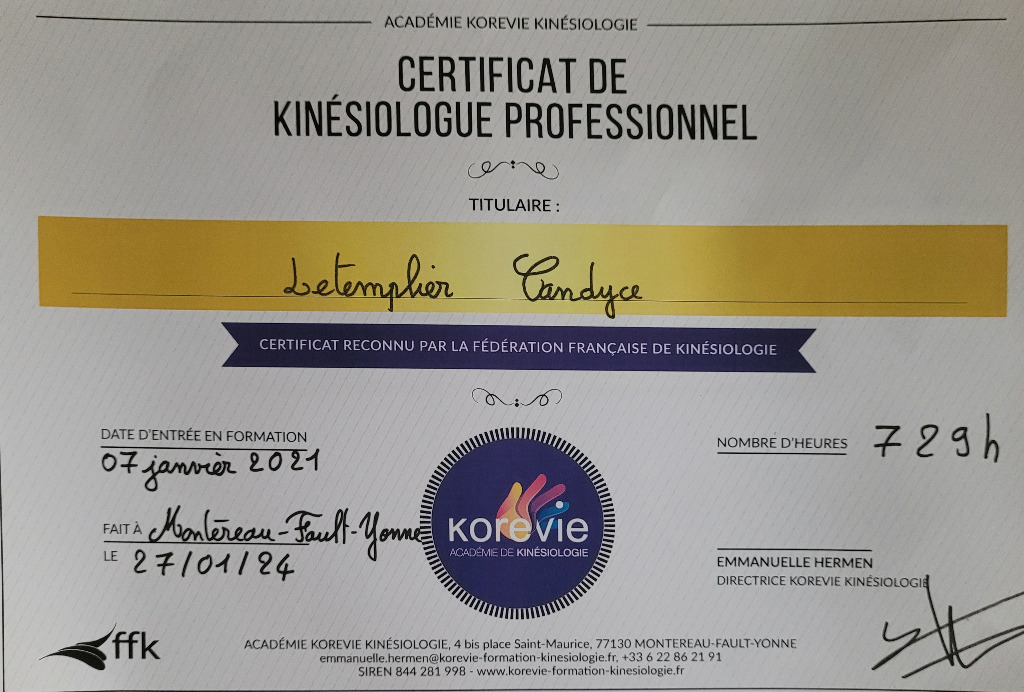 ACADÉMIE KOREVIE KINÉSIOLOGIE
CERTIFICAT DE
KINÉSIOLOGUE PROFESSIONNEL
TITULAIRE :
Letemplier Candyce
CERTIFICAT RECONNU PAR LA FÉDÉRATION FRANÇAISE DE KINÉSIOLOGIE
DATE D'ENTRÉE EN FORMATION
07 janvier 2021
NOMBRE D'HEURES 729h
FAIT À Montereau-Fault-Yonne
LE 27/01/24
KOREVIE
ACADÉMIE DE KINÉSIOLOGIE
EMMANUELLE HERMEN
DIRECTRICE KOREVIE KINÉSIOLOGIE
ffk
ACADÉMIE KOREVIE KINÉSIOLOGIE, 4 bis place Saint-Maurice, 77130 MONTEREAU-FAULT-YONNE
emmanuelle.hermen@korevie-formation-kinesiologie.fr, +33 6 22 86 21 91
SIREN 844 281 998 - www.korevie-formation-kinesiologie.fr